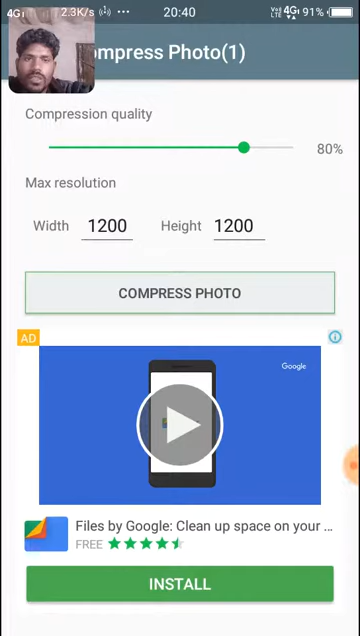 4G 2.3K/s ••• 20:40 VoLTE 4G 91%
ompress Photo(1)
Compression quality
80%
Max resolution
Width 1200 Height 1200
COMPRESS PHOTO
AD
Google
Files by Google: Clean up space on your ...
FREE
INSTALL